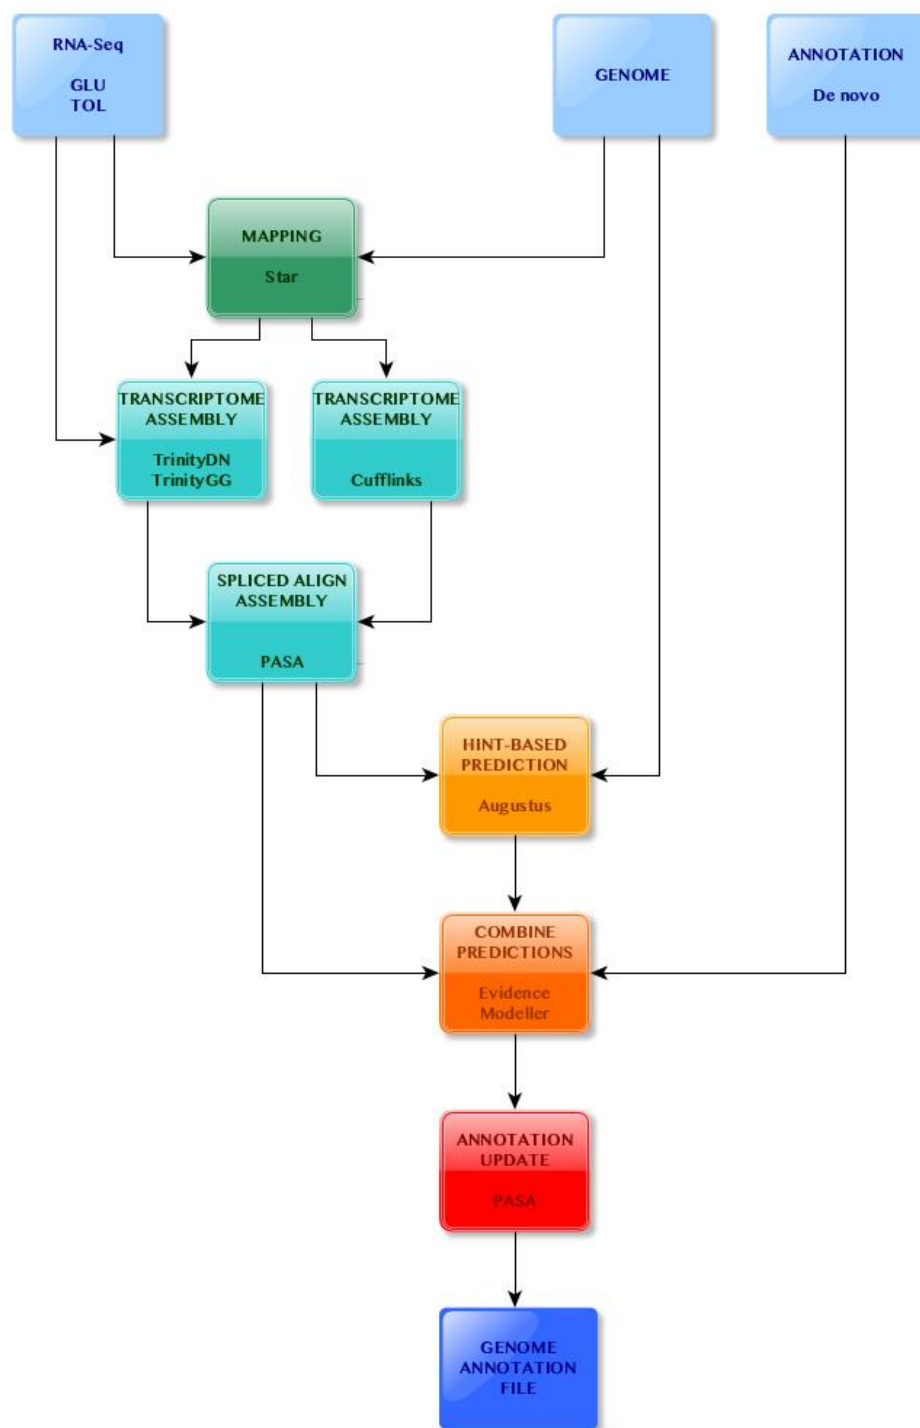 RNA-Seq
GLU
TOL
GENOME
ANNOTATION
De novo
MAPPING
Star
TRANSCRIPTOME
ASSEMBLY
TrinityDN
TrinityGG
TRANSCRIPTOME
ASSEMBLY
Cufflinks
SPLICED ALIGN
ASSEMBLY
PASA
HINT-BASED
PREDICTION
Augustus
COMBINE
PREDICTIONS
Evidence
Modeller
ANNOTATION
UPDATE
PASA
GENOME
ANNOTATION
FILE